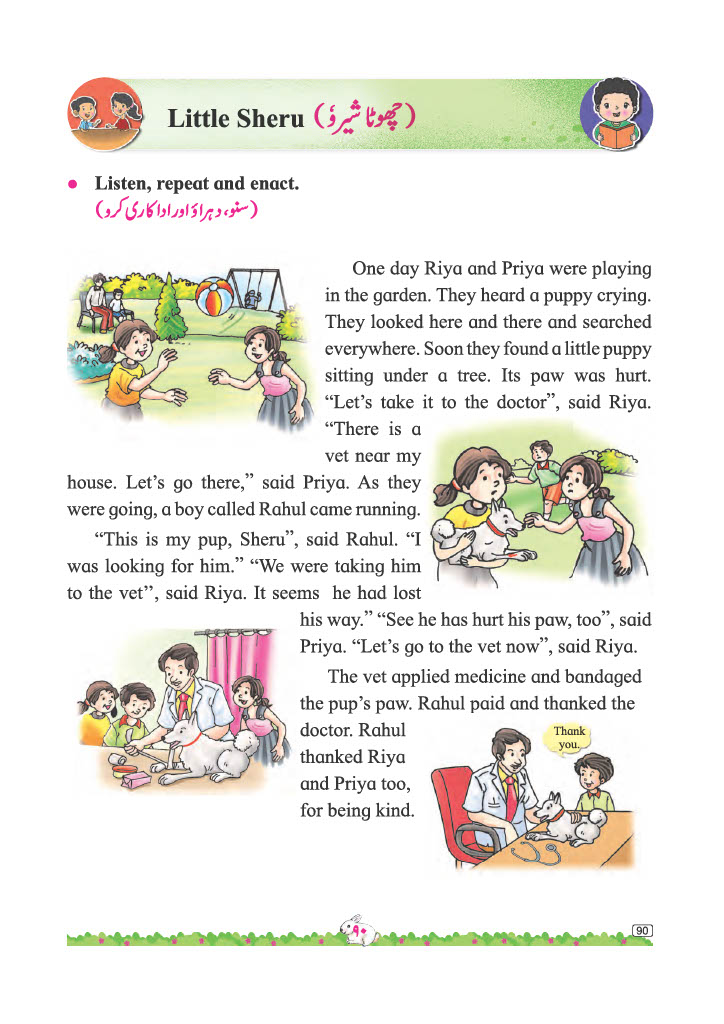 Little Sheru (چھوٹا شیرؤ)
• Listen, repeat and enact.
(سنو، دہراؤ اور اداکاری کرو)
One day Riya and Priya were playing
in the garden. They heard a puppy crying.
They looked here and there and searched
everywhere. Soon they found a little puppy
sitting under a tree. Its paw was hurt.
“Let’s take it to the doctor”, said Riya.
“There is a
vet near my
house. Let’s go there,” said Priya. As they
were going, a boy called Rahul came running.
“This is my pup, Sheru”, said Rahul. “I
was looking for him.” “We were taking him
to the vet”, said Riya. It seems he had lost
his way.” “See he has hurt his paw, too”, said
Priya. “Let’s go to the vet now”, said Riya.
The vet applied medicine and bandaged
the pup’s paw. Rahul paid and thanked the
doctor. Rahul
thanked Riya
and Priya too,
for being kind.
Thank
you.
۹۰
90